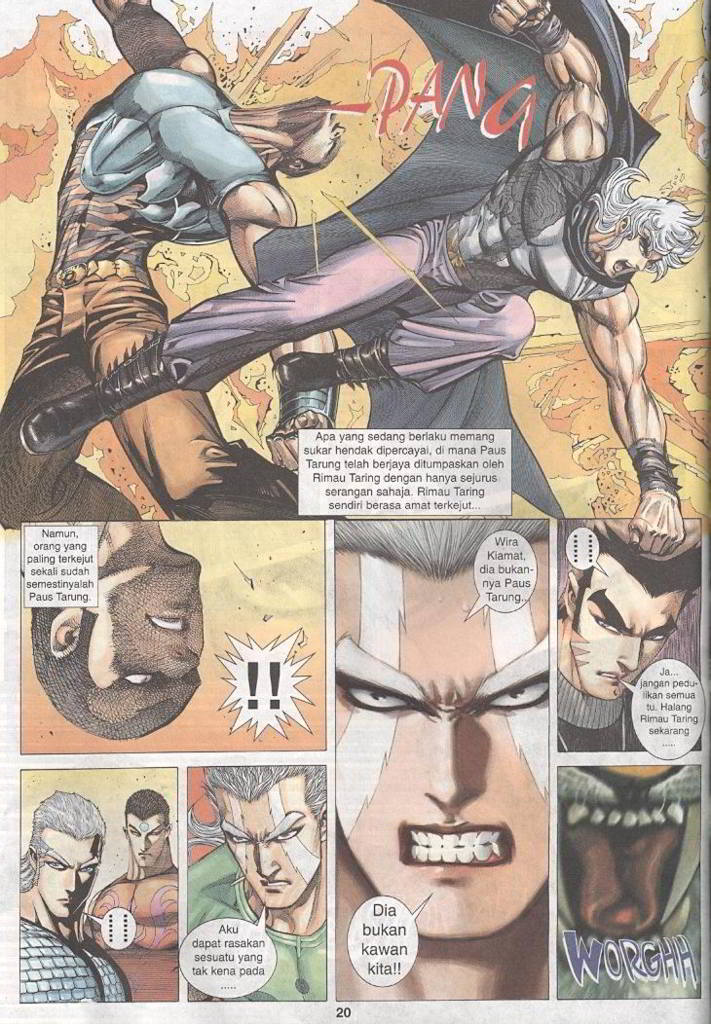 PANG
Apa yang sedang berlaku memang
sukar hendak dipercayai, di mana Paus
Tarung telah berjaya ditumpaskan oleh
Rimau Taring dengan hanya sejurus
serangan sahaja. Rimau Taring
sendiri berasa amat terkejut...
Namun,
orang yang
paling terkejut
sekali sudah
semestinyalah
Paus Tarung.
!!
Wira
Kiamat,
dia bukan-
nya Paus
Tarung..
Dia
bukan
kawan
kita!!
......
Ja...
jangan pedu-
likan semua
tu. Halang
Rimau Taring
sekarang
.....
......
Aku
dapat rasakan
sesuatu yang
tak kena pada
.....
WORGHH
20